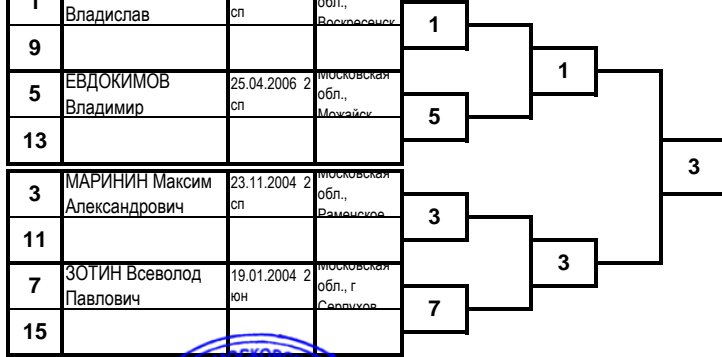 1
Владислав
сп
обл.,
Воскресенск
1
9
5
ЕВДОКИМОВ
Владимир
25.04.2006 2
сп
Московская
обл.,
Можайск
5
1
13
3
МАРИНИН Максим
Александрович
23.11.2004 2
сп
Московская
обл.,
Раменское
3
3
11
7
ЗОТИН Всеволод
Павлович
19.01.2004 2
юн
Московская
обл., г
Серпухов
7
3
15